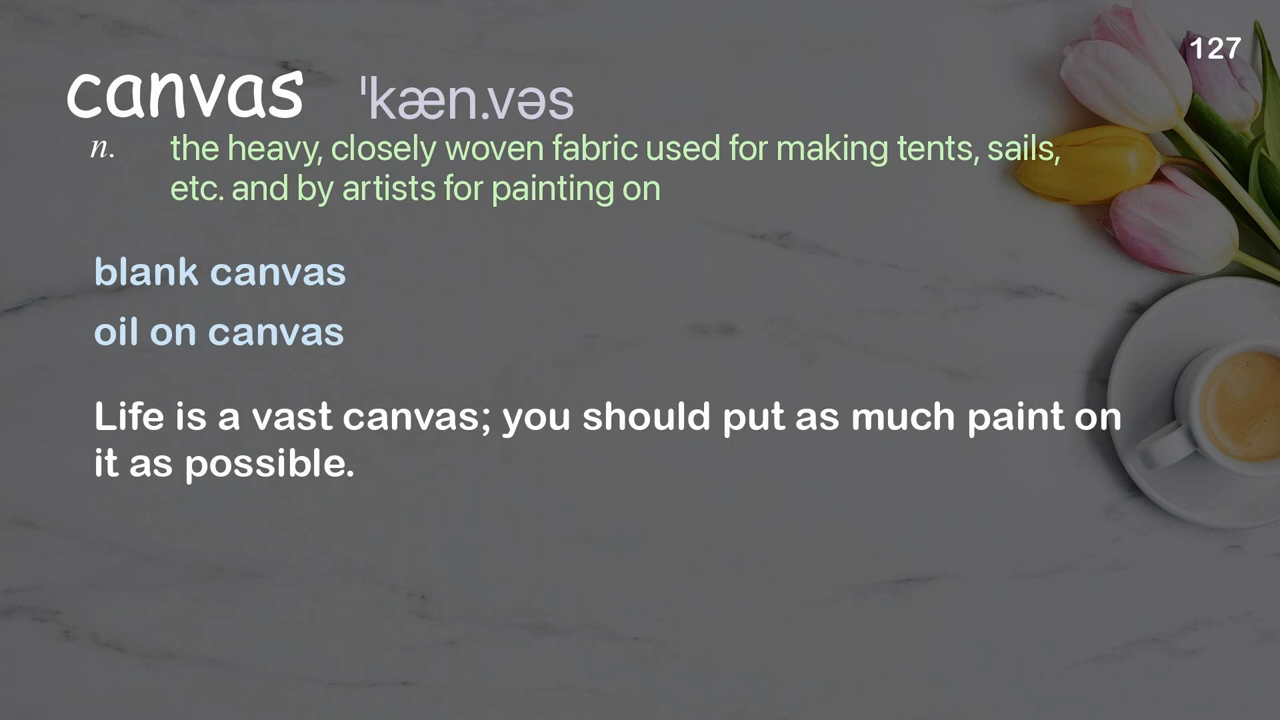 127
canvas ˈkæn.vəs
n. the heavy, closely woven fabric used for making tents, sails,
etc. and by artists for painting on
blank canvas
oil on canvas
Life is a vast canvas; you should put as much paint on
it as possible.